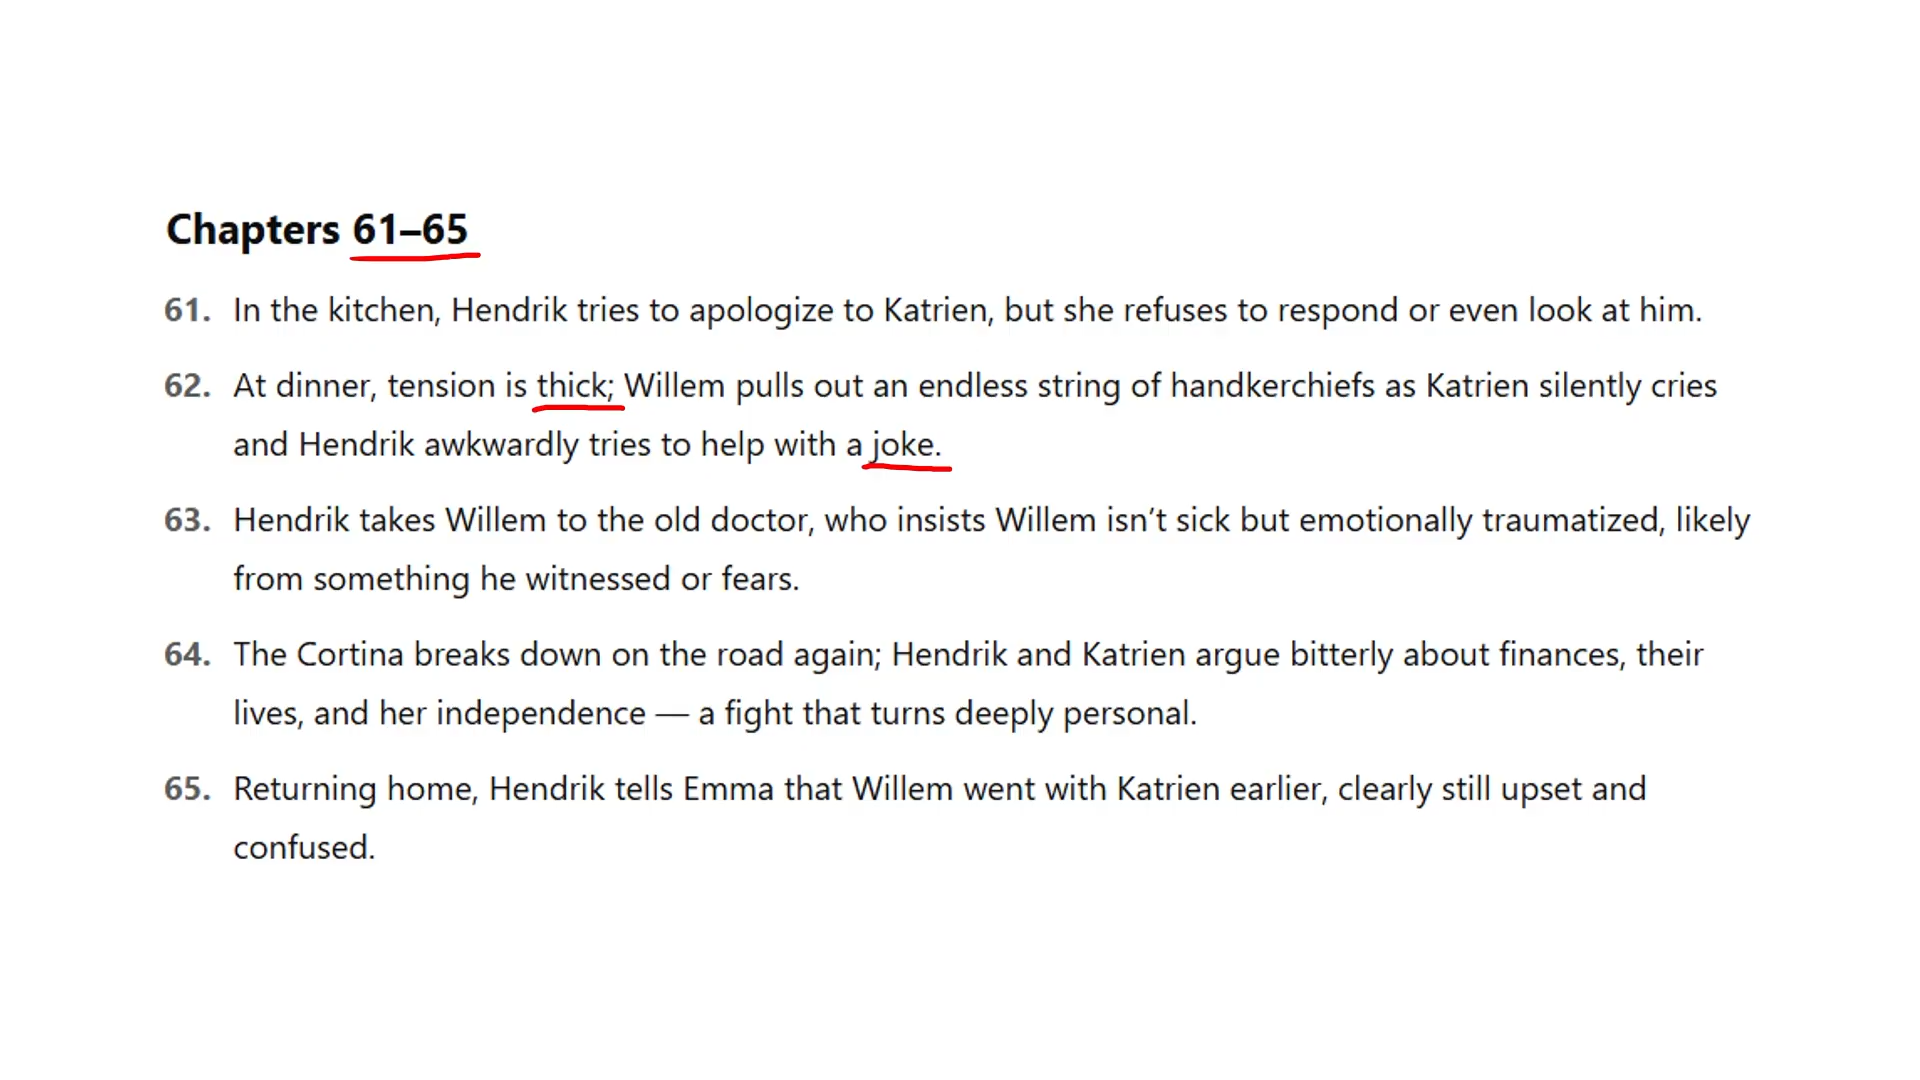 Chapters 61–65
61. In the kitchen, Hendrik tries to apologize to Katrien, but she refuses to respond or even look at him.
62. At dinner, tension is thick; Willem pulls out an endless string of handkerchiefs as Katrien silently cries
and Hendrik awkwardly tries to help with a joke.
63. Hendrik takes Willem to the old doctor, who insists Willem isn’t sick but emotionally traumatized, likely
from something he witnessed or fears.
64. The Cortina breaks down on the road again; Hendrik and Katrien argue bitterly about finances, their
lives, and her independence — a fight that turns deeply personal.
65. Returning home, Hendrik tells Emma that Willem went with Katrien earlier, clearly still upset and
confused.